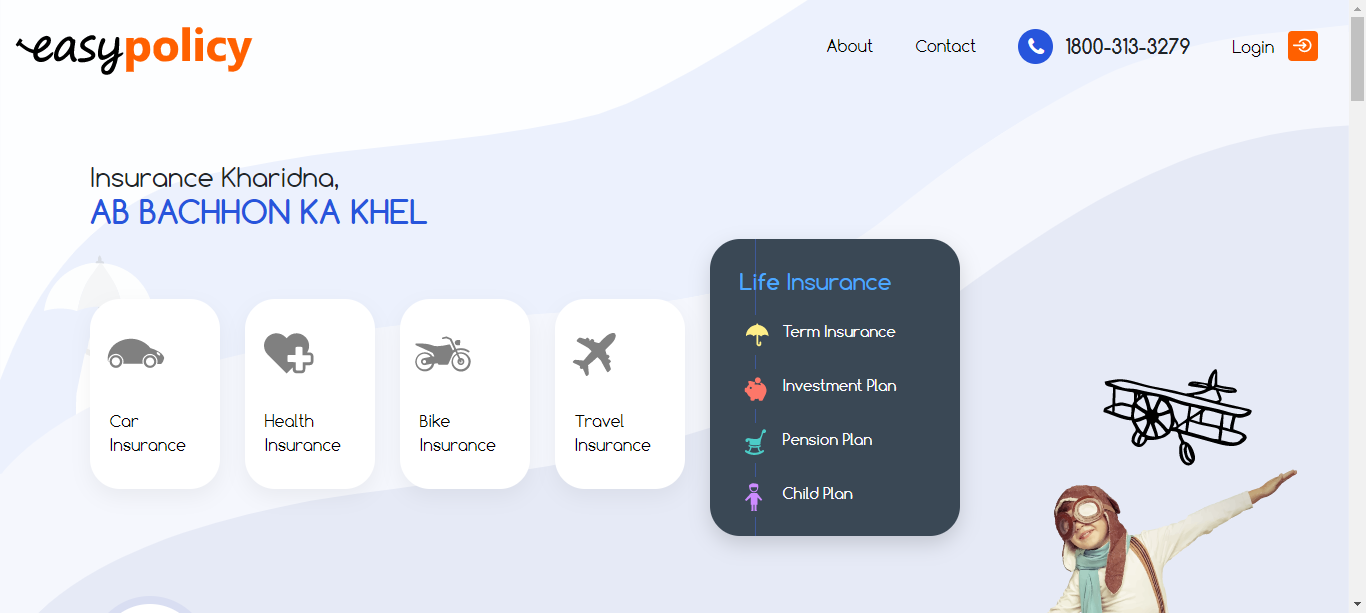 easypolicy
About
Contact
1800-313-3279
Login
Insurance Kharidna,
AB BACHHON KA KHEL
Car
Insurance
Health
Insurance
Bike
Insurance
Travel
Insurance
Life Insurance
Term Insurance
Investment Plan
Pension Plan
Child Plan